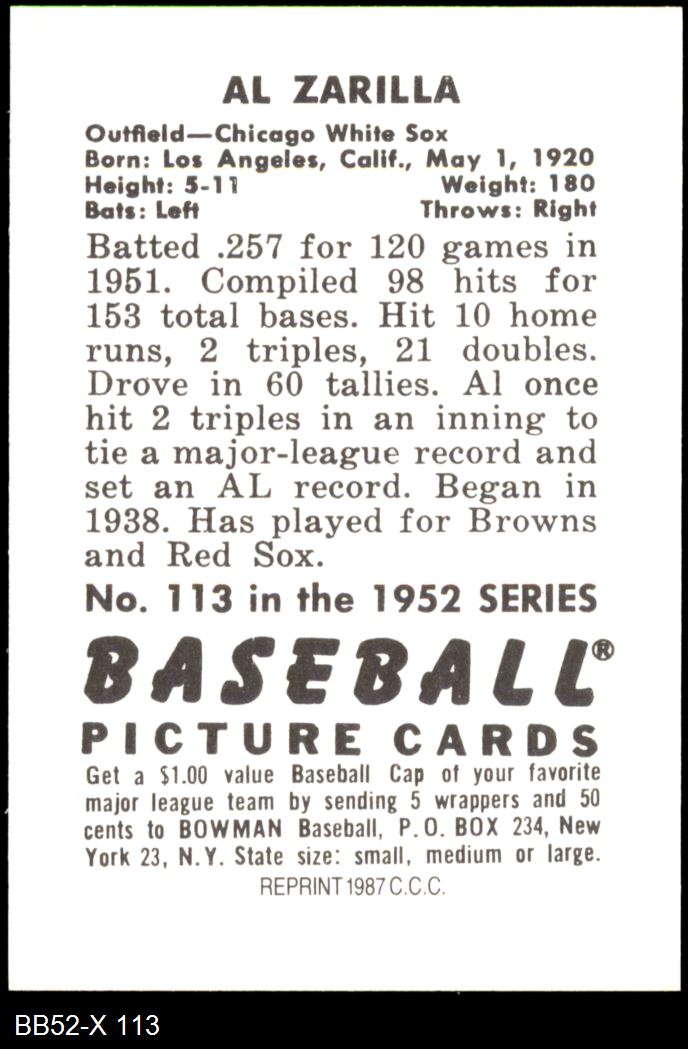 AL ZARILLA
Outfield—Chicago White Sox
Born: Los Angeles, Calif., May 1, 1920
Height: 5-11 Weight: 180
Bats: Left Throws: Right
Batted .257 for 120 games in
1951. Compiled 98 hits for
153 total bases. Hit 10 home
runs, 2 triples, 21 doubles.
Drove in 60 tallies. Al once
hit 2 triples in an inning to
tie a major-league record and
set an AL record. Began in
1938. Has played for Browns
and Red Sox.
No. 113 in the 1952 SERIES
BASEBALL®
PICTURE CARDS
Get a $1.00 value Baseball Cap of your favorite
major league team by sending 5 wrappers and 50
cents to BOWMAN Baseball, P.O. BOX 234, New
York 23, N.Y. State size: small, medium or large.
REPRINT 1987 C.C.C.
BB52-X 113